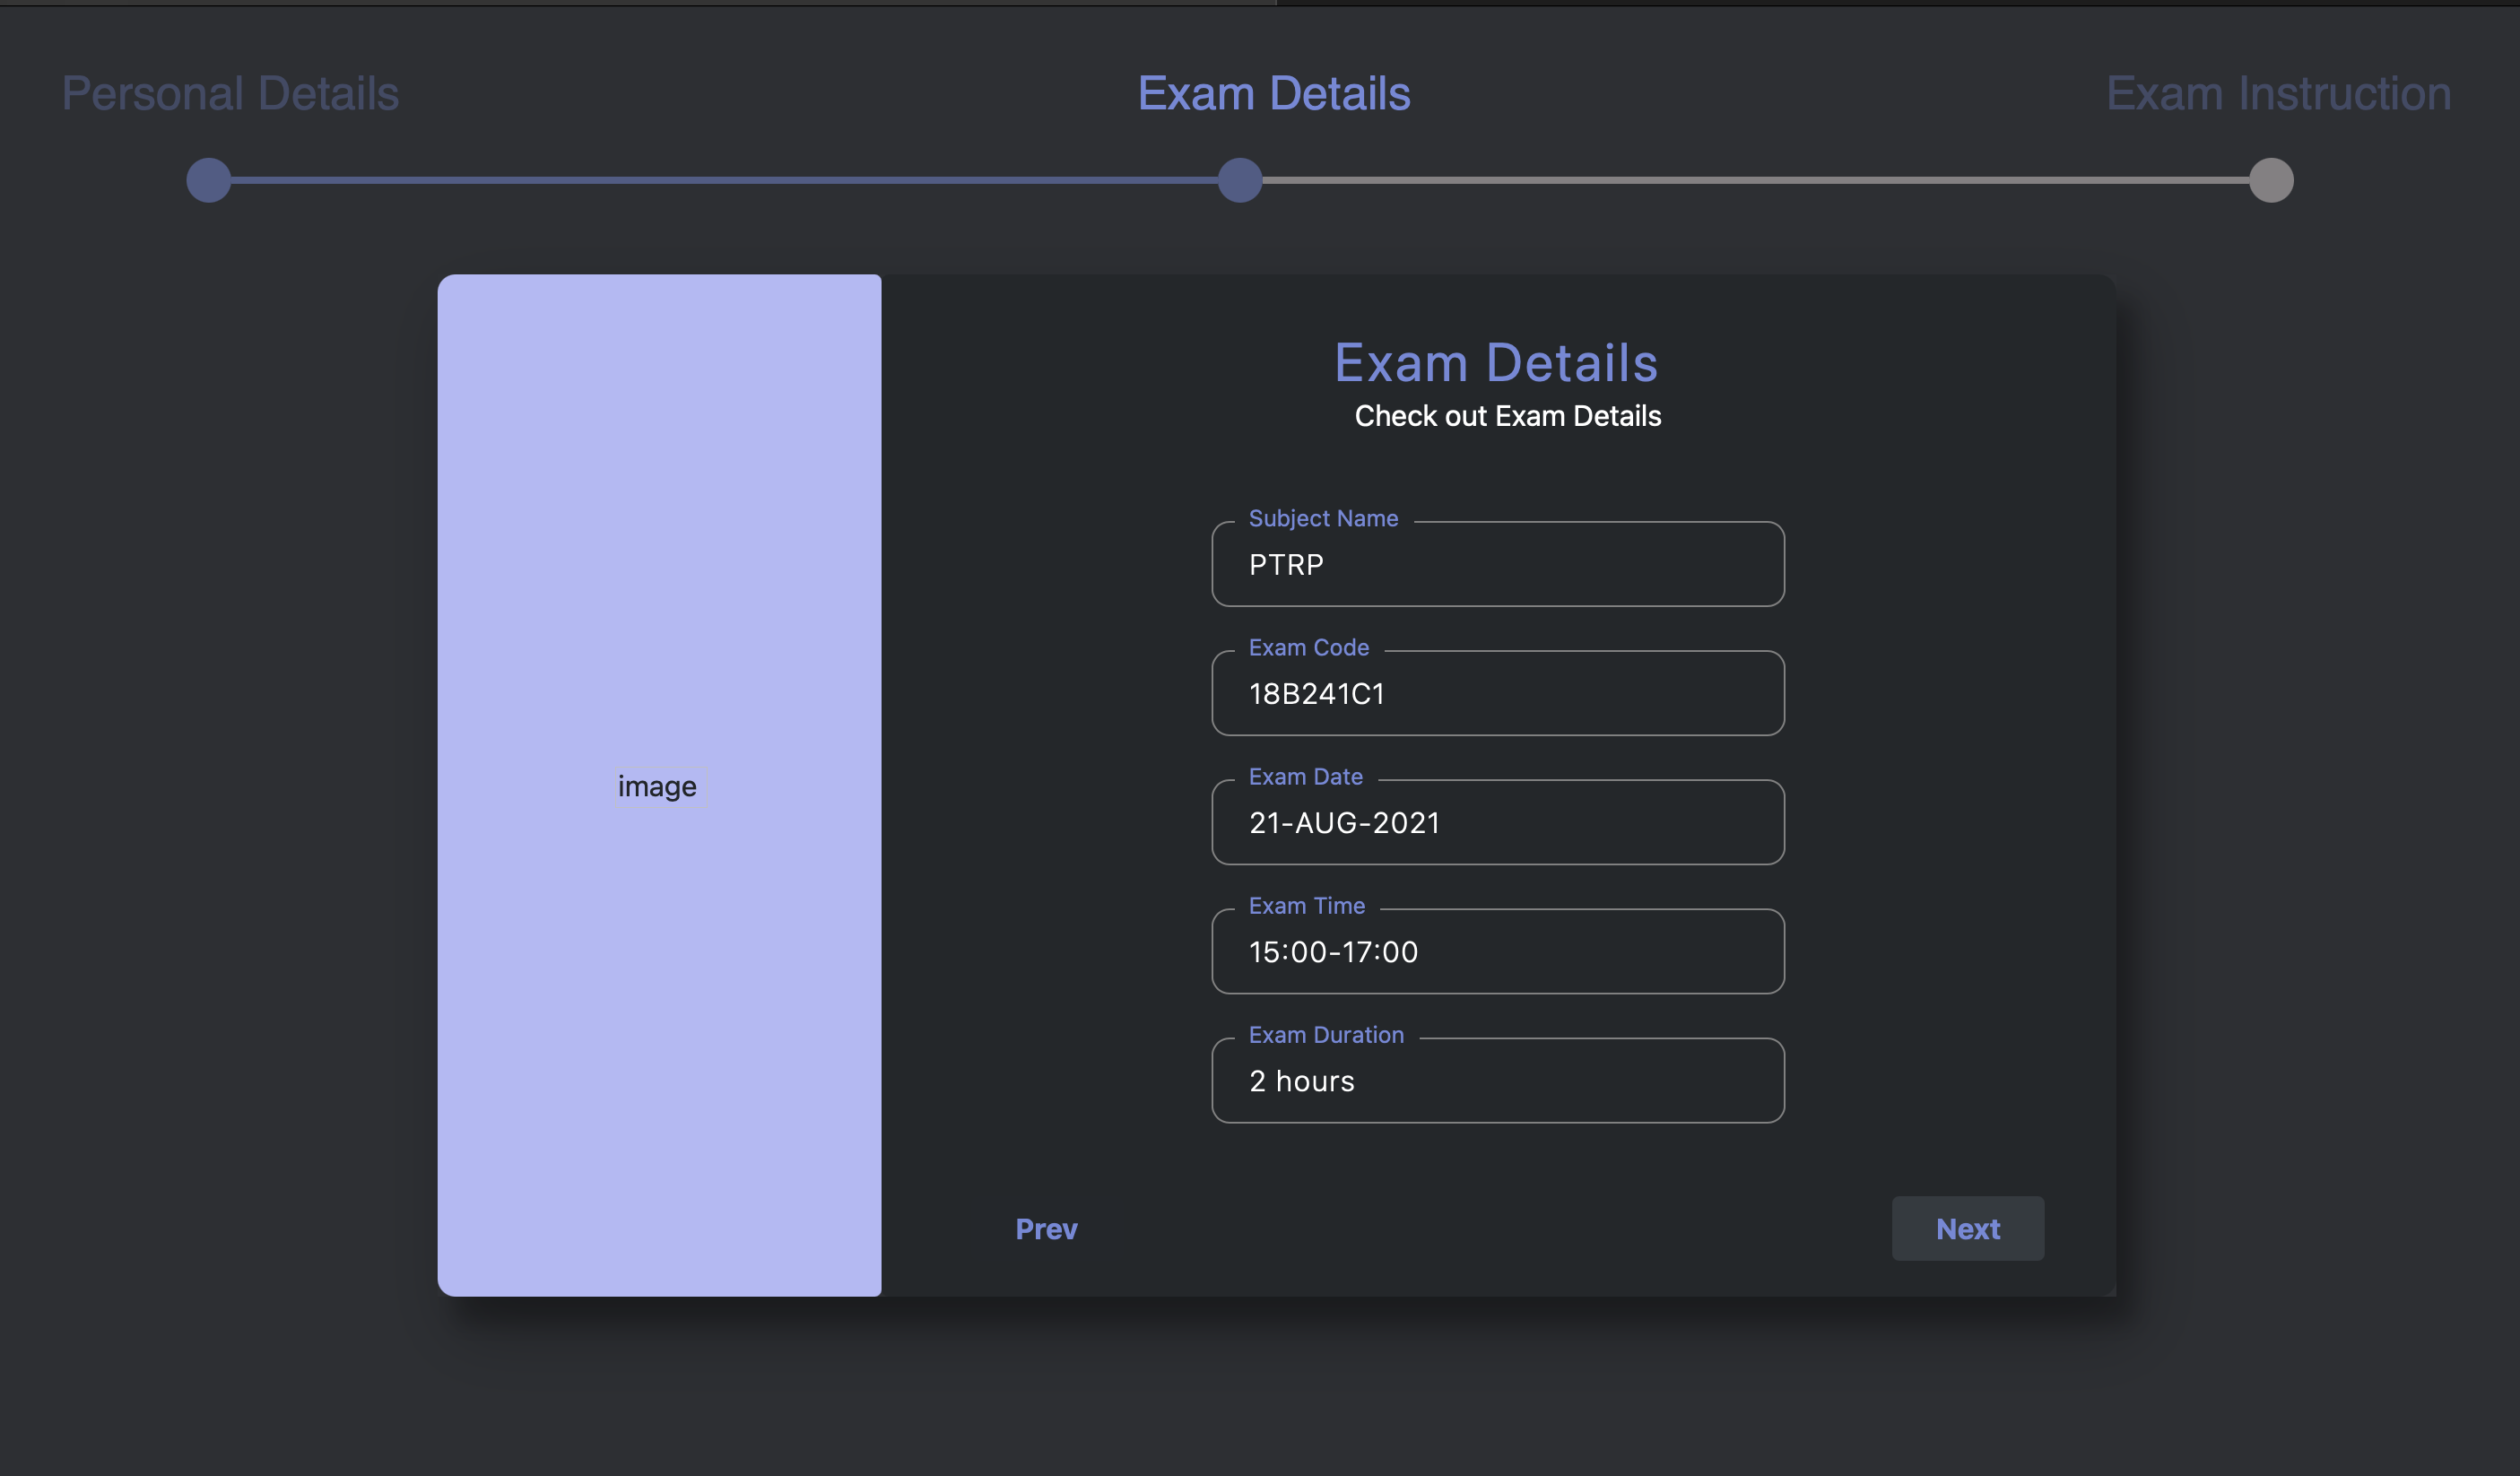 Personal Details
Exam Details
Exam Instruction
image
Exam Details
Check out Exam Details
Subject Name
PTRP
Exam Code
18B241C1
Exam Date
21-AUG-2021
Exam Time
15:00-17:00
Exam Duration
2 hours
Prev
Next